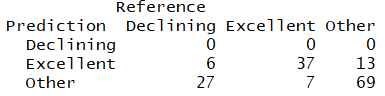 Reference
Prediction Declining Excellent Other
Declining 0 0 0
Excellent 6 37 13
Other 27 7 69